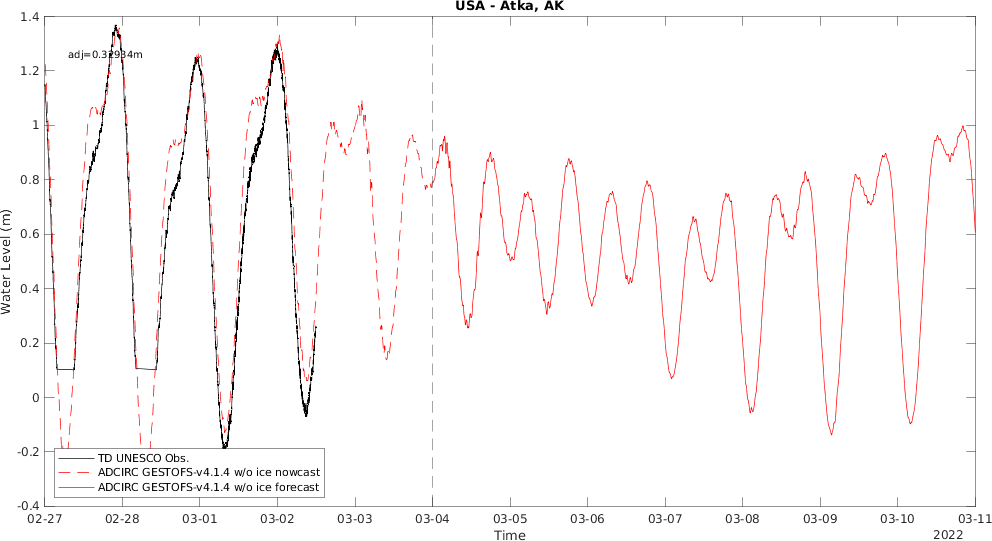 USA - Atka, AK
1.4
adj=0.32934m
1.2
1
0.8
0.6
0.4
0.2
0
-0.2
-0.4
Water Level (m)
TD UNESCO Obs.
ADCIRC GESTOFS-v4.1.4 w/o ice nowcast
ADCIRC GESTOFS-v4.1.4 w/o ice forecast
02-27 02-28 03-01 03-02 03-03 03-04 03-05 03-06 03-07 03-08 03-09 03-10 03-11
Time
2022